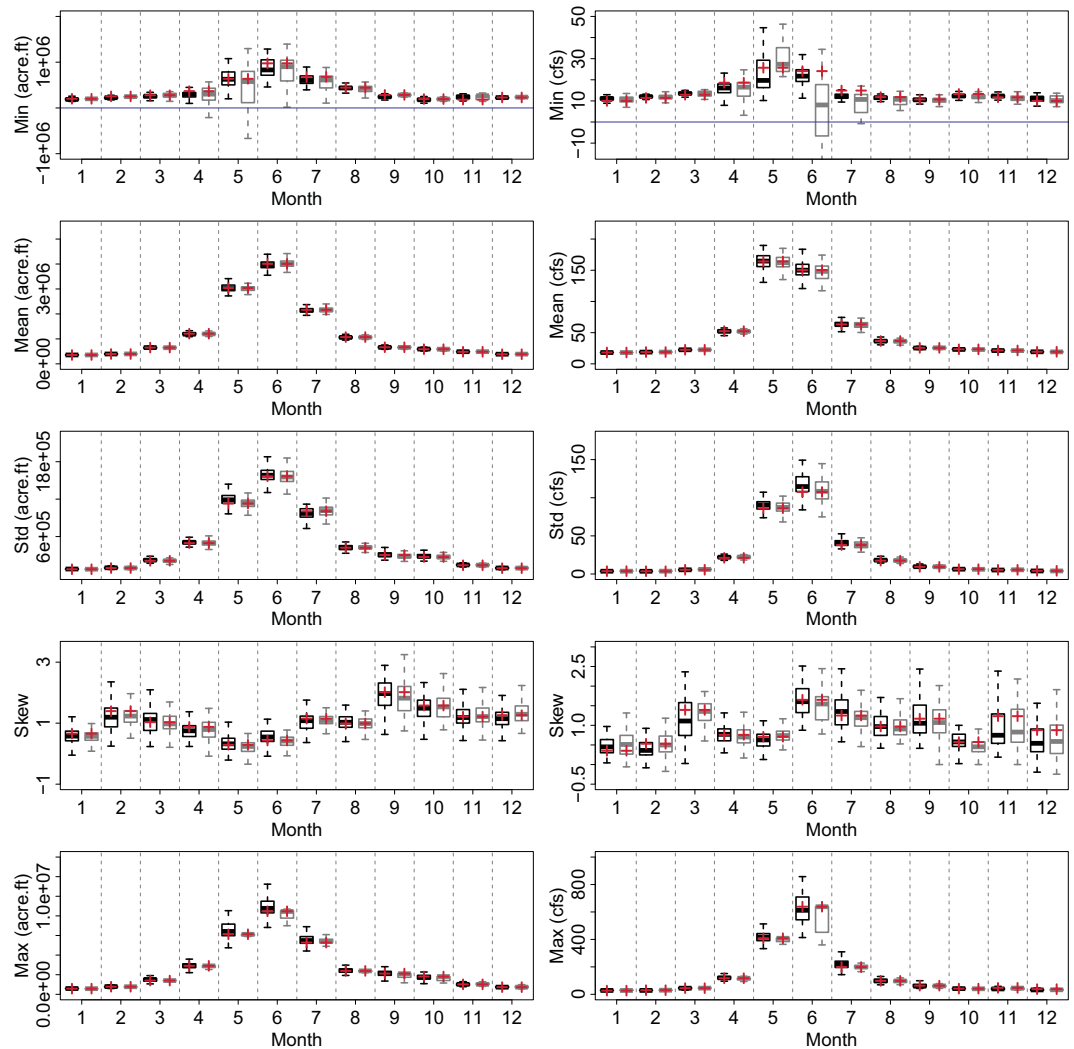 Min (acre.ft)
−1e+06
1e+06
1 2 3 4 5 6 7 8 9 10 11 12
Month
Min (cfs)
−10
10
30
50
1 2 3 4 5 6 7 8 9 10 11 12
Month
Mean (acre.ft)
0e+00
3e+06
1 2 3 4 5 6 7 8 9 10 11 12
Month
Mean (cfs)
0
50
150
1 2 3 4 5 6 7 8 9 10 11 12
Month
Std (acre.ft)
6e+05
18e+05
1 2 3 4 5 6 7 8 9 10 11 12
Month
Std (cfs)
0
50
150
1 2 3 4 5 6 7 8 9 10 11 12
Month
Skew
−1
1
3
1 2 3 4 5 6 7 8 9 10 11 12
Month
Skew
−0.5
1.0
2.5
1 2 3 4 5 6 7 8 9 10 11 12
Month
Max (acre.ft)
0.0e+00
1.0e+07
1 2 3 4 5 6 7 8 9 10 11 12
Month
Max (cfs)
0
400
800
1 2 3 4 5 6 7 8 9 10 11 12
Month